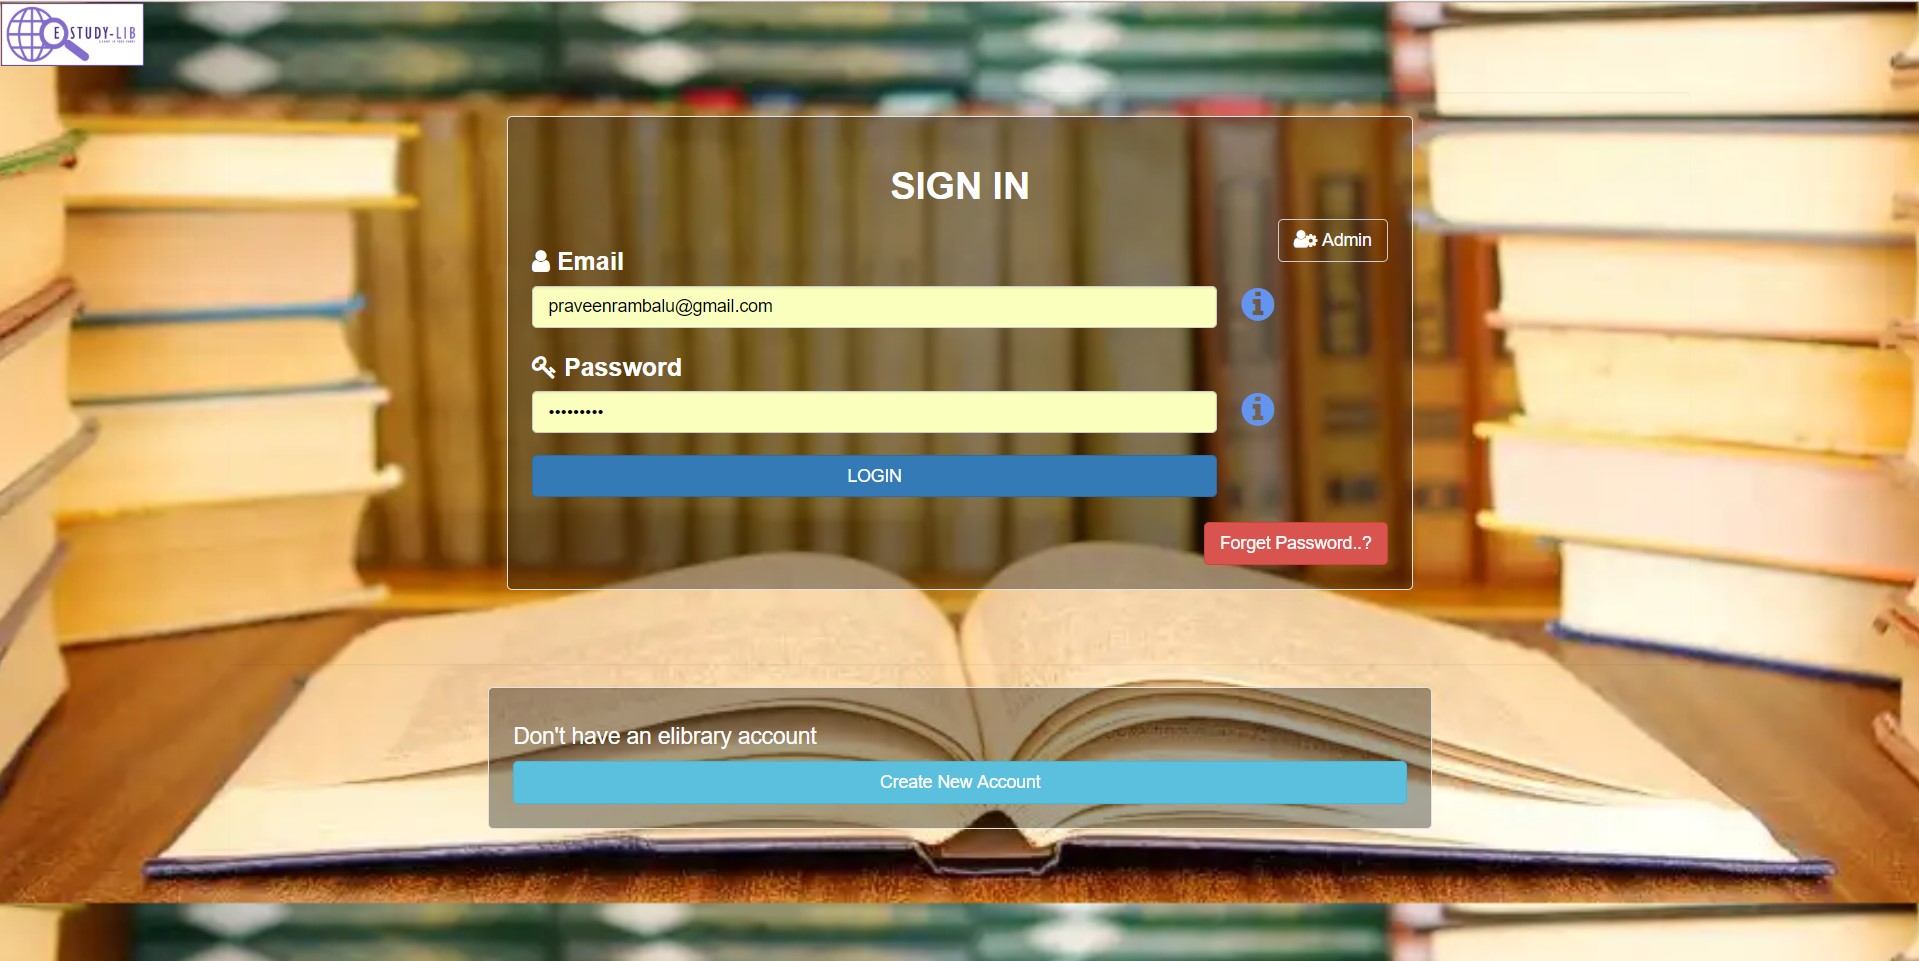 E STUDY-LIB
SIGN IN
Admin
Email
praveenrambalu@gmail.com
Password
•••••••••
LOGIN
Forget Password..?
Don't have an elibrary account
Create New Account